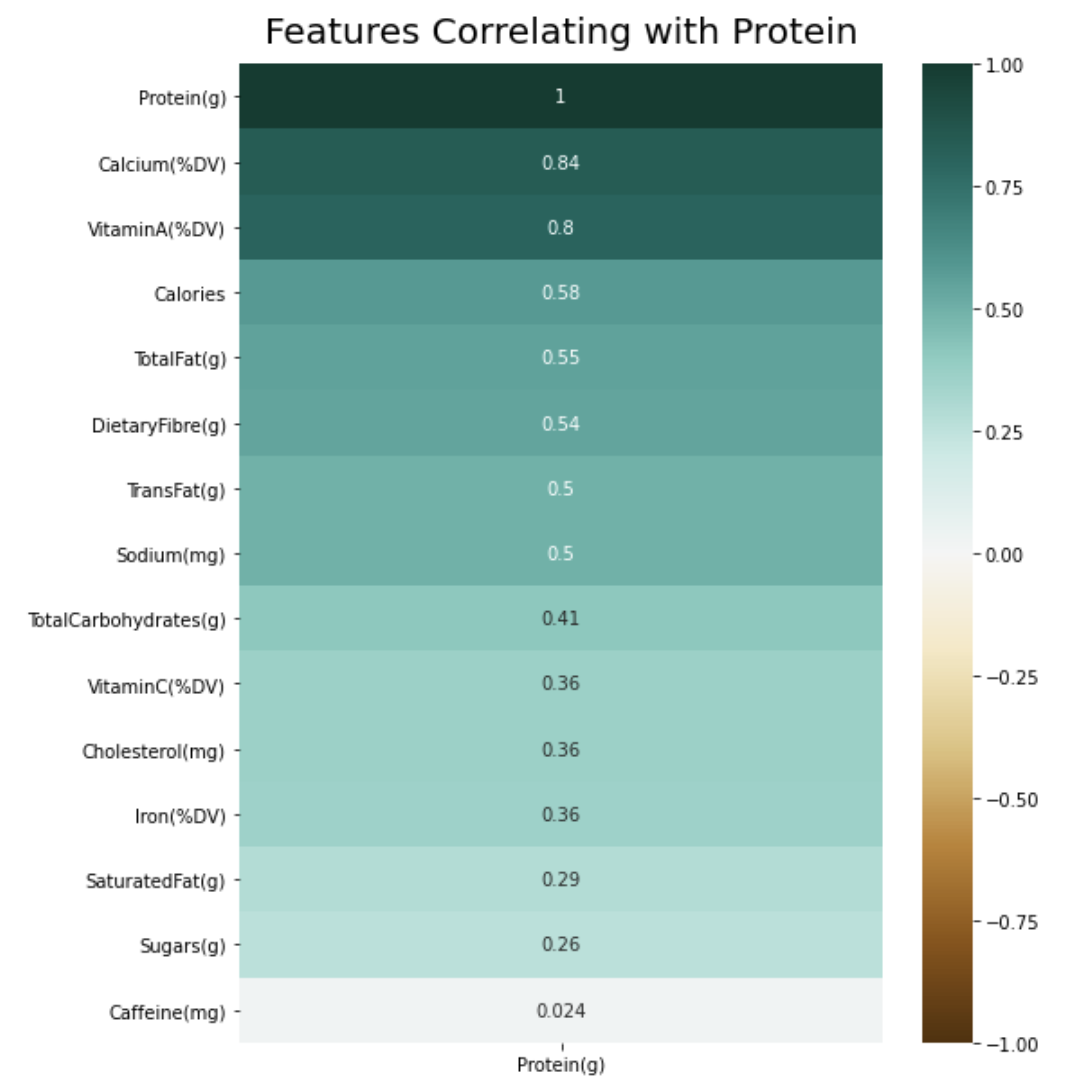 Features Correlating with Protein
Protein(g) 1
Calcium(%DV) 0.84
VitaminA(%DV) 0.8
Calories 0.58
TotalFat(g) 0.55
DietaryFibre(g) 0.54
TransFat(g) 0.5
Sodium(mg) 0.5
TotalCarbohydrates(g) 0.41
VitaminC(%DV) 0.36
Cholesterol(mg) 0.36
Iron(%DV) 0.36
SaturatedFat(g) 0.29
Sugars(g) 0.26
Caffeine(mg) 0.024
Protein(g)
1.00
0.75
0.50
0.25
0.00
−0.25
−0.50
−0.75
−1.00